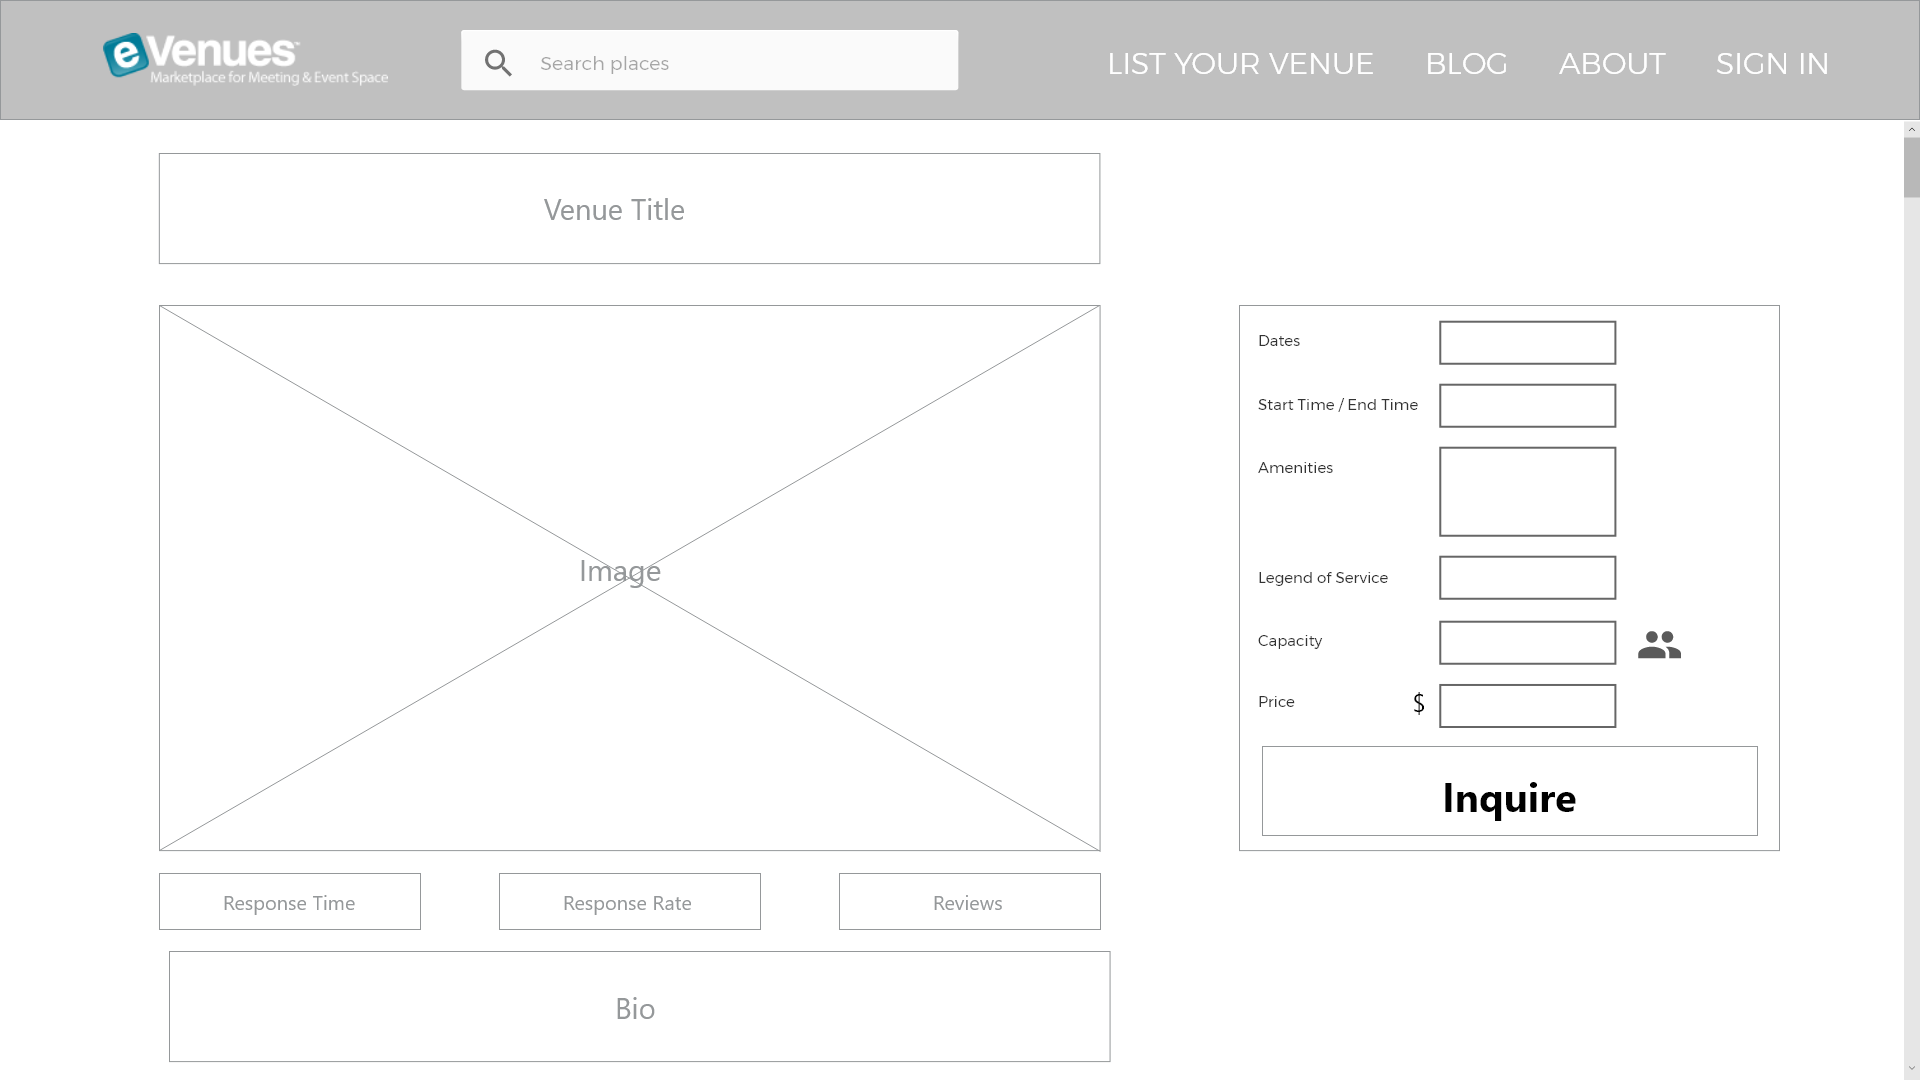 eVenues™
Marketplace for Meeting & Event Space
Search places
LIST YOUR VENUE
BLOG
ABOUT
SIGN IN
Venue Title
Image
Dates
Start Time / End Time
Amenities
Legend of Service
Capacity
Price
$
Inquire
Response Time
Response Rate
Reviews
Bio